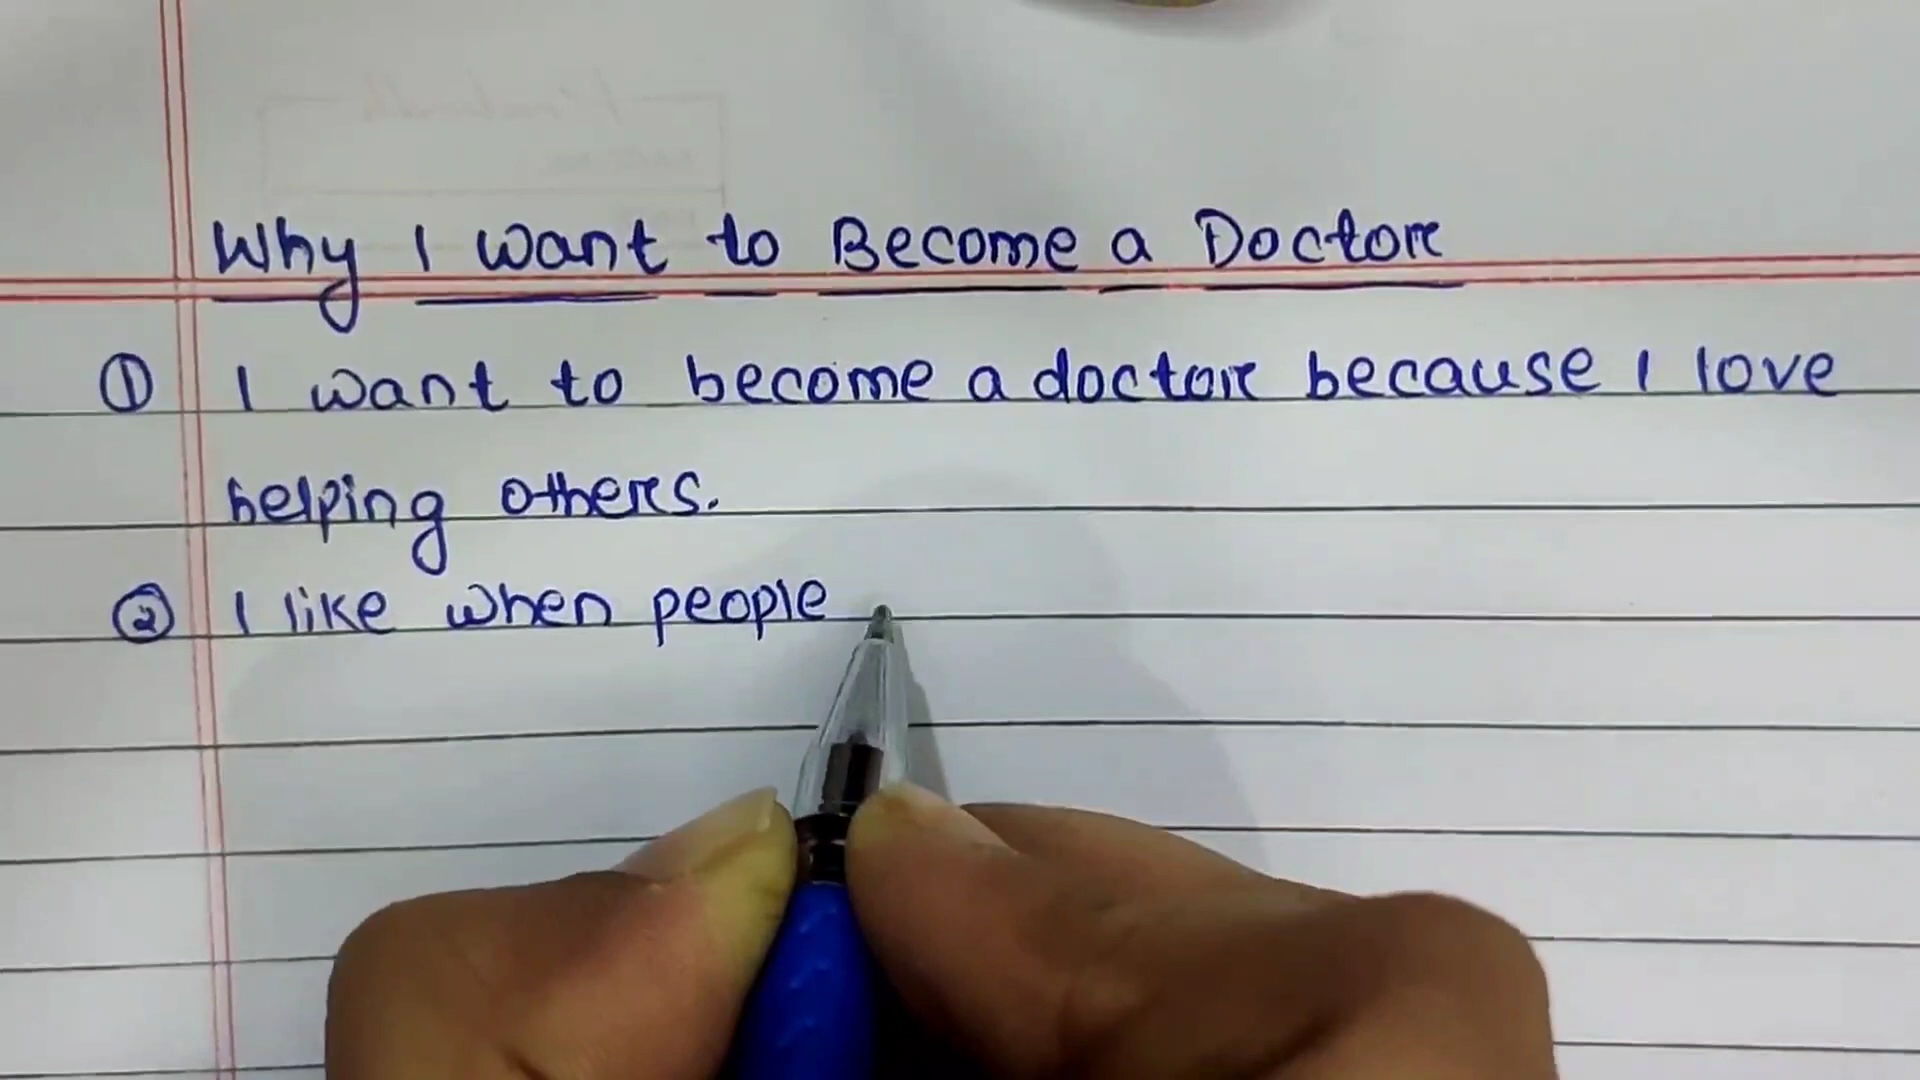 Why I want to Become a Doctor
① I want to become a doctor because I love
helping others.
② I like when people